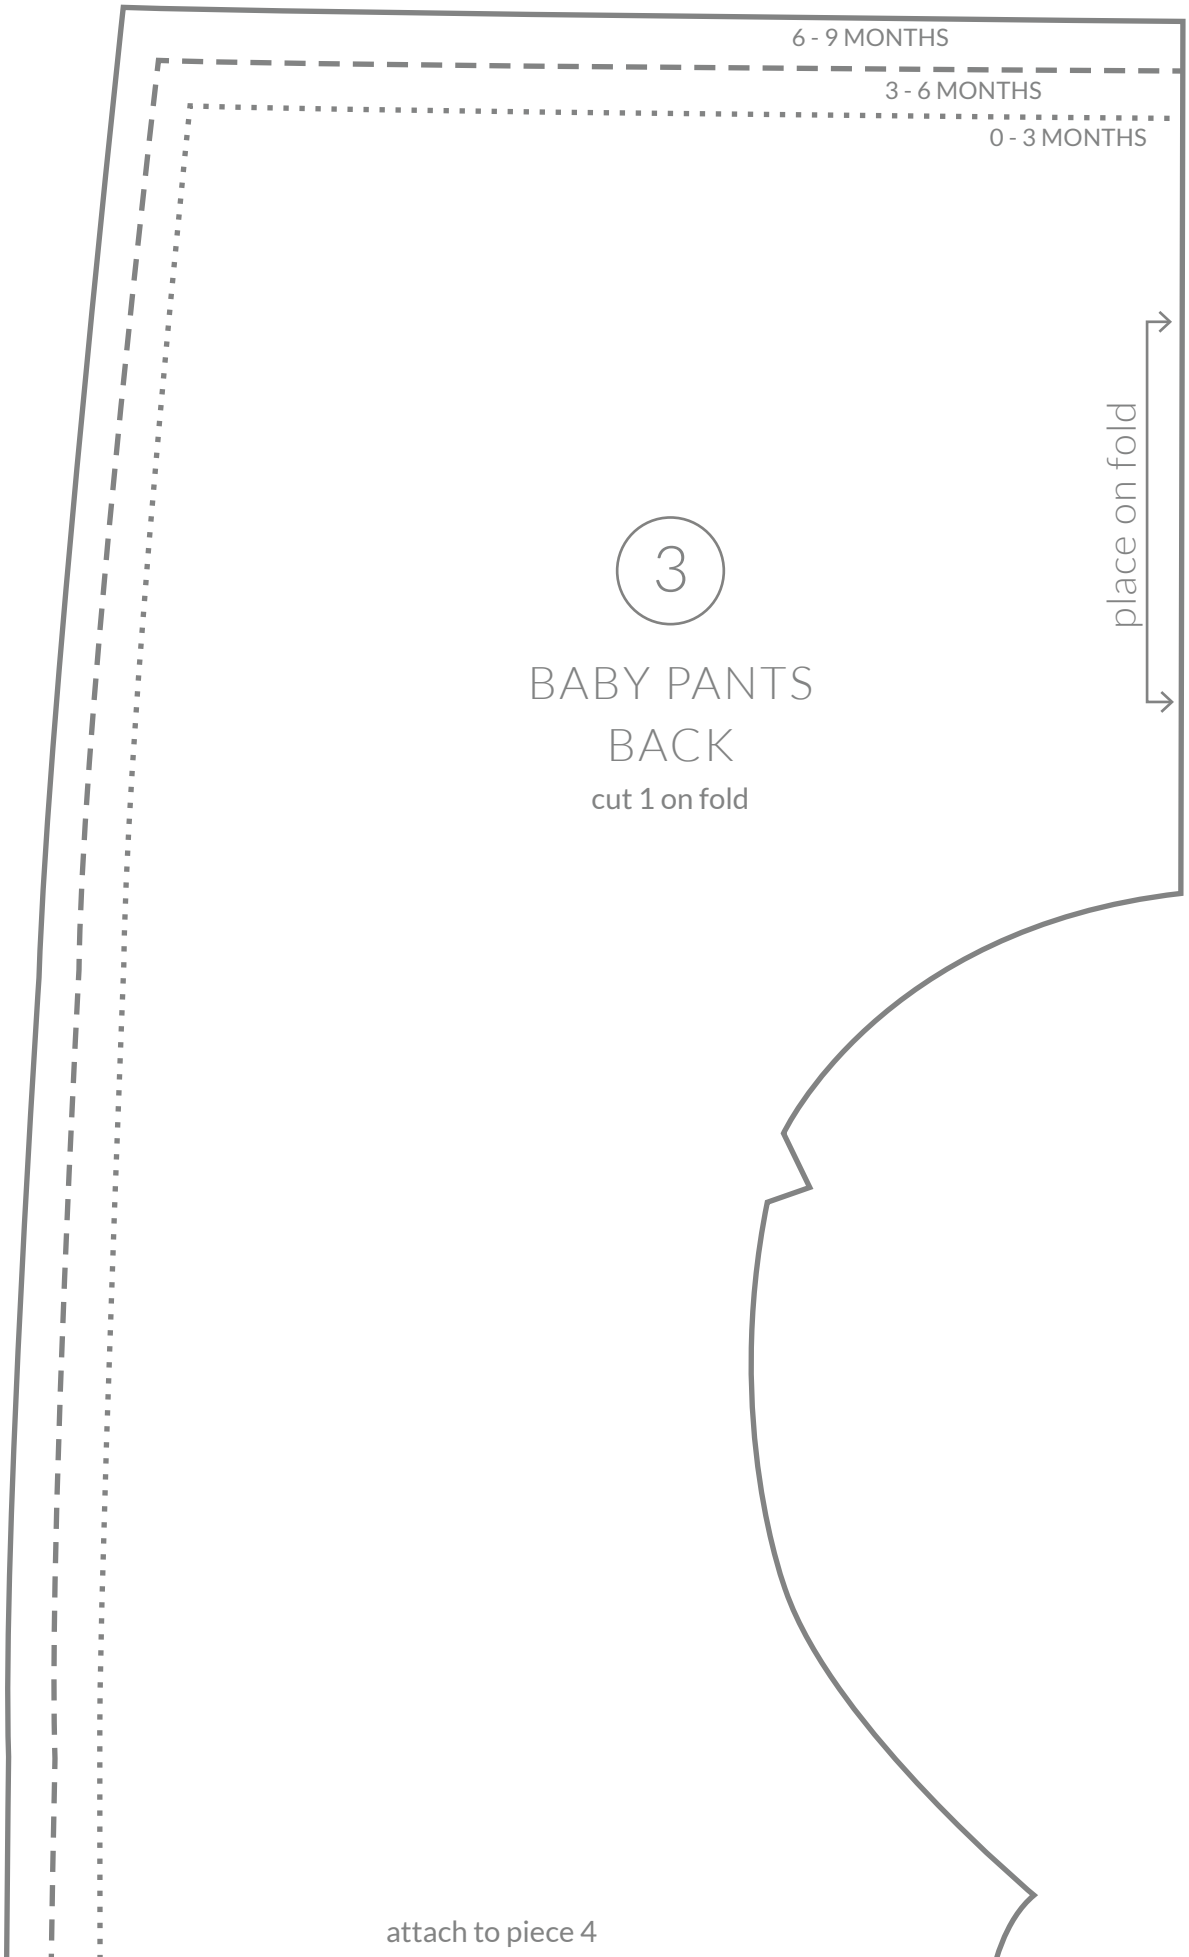 6 - 9 MONTHS
3 - 6 MONTHS
0 - 3 MONTHS
place on fold
3
BABY PANTS
BACK
cut 1 on fold
attach to piece 4